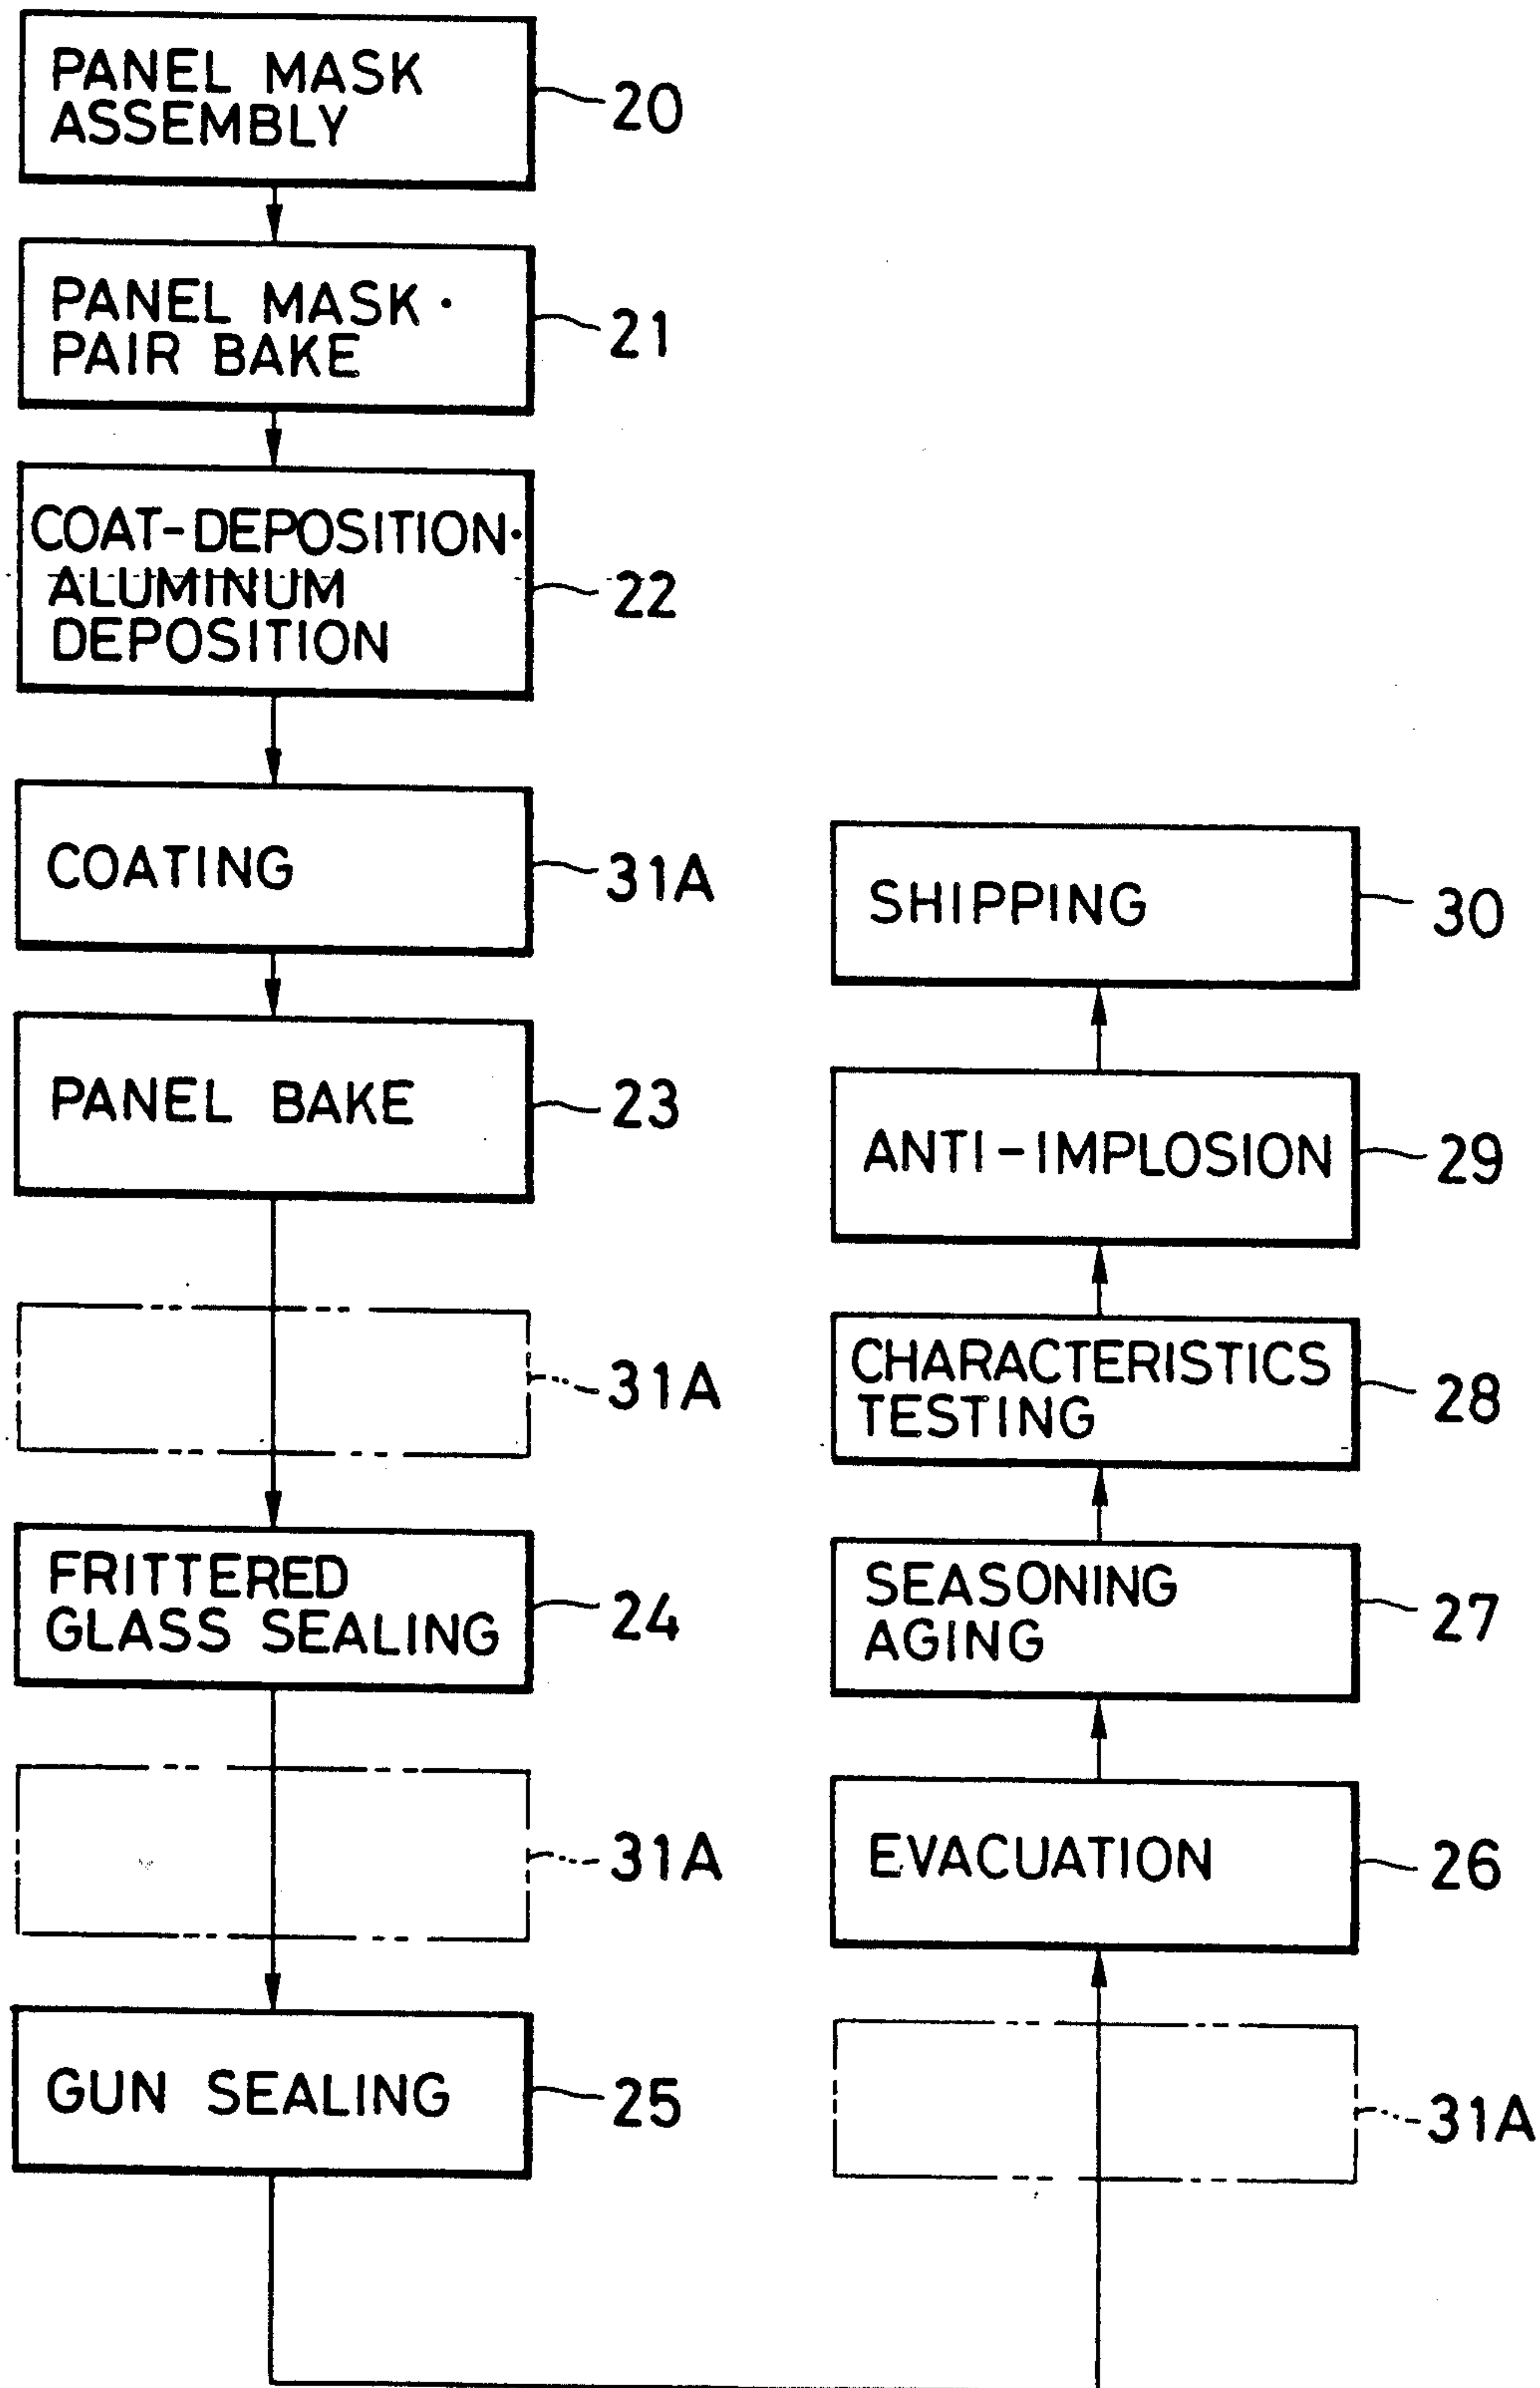 PANEL MASK
ASSEMBLY
20
PANEL MASK ·
PAIR BAKE
21
COAT-DEPOSITION·
ALUMINUM
DEPOSITION
22
COATING
31A
PANEL BAKE
23
31A
FRITTERED
GLASS SEALING
24
31A
GUN SEALING
25
SHIPPING
30
ANTI-IMPLOSION
29
CHARACTERISTICS
TESTING
28
SEASONING
AGING
27
EVACUATION
26
31A